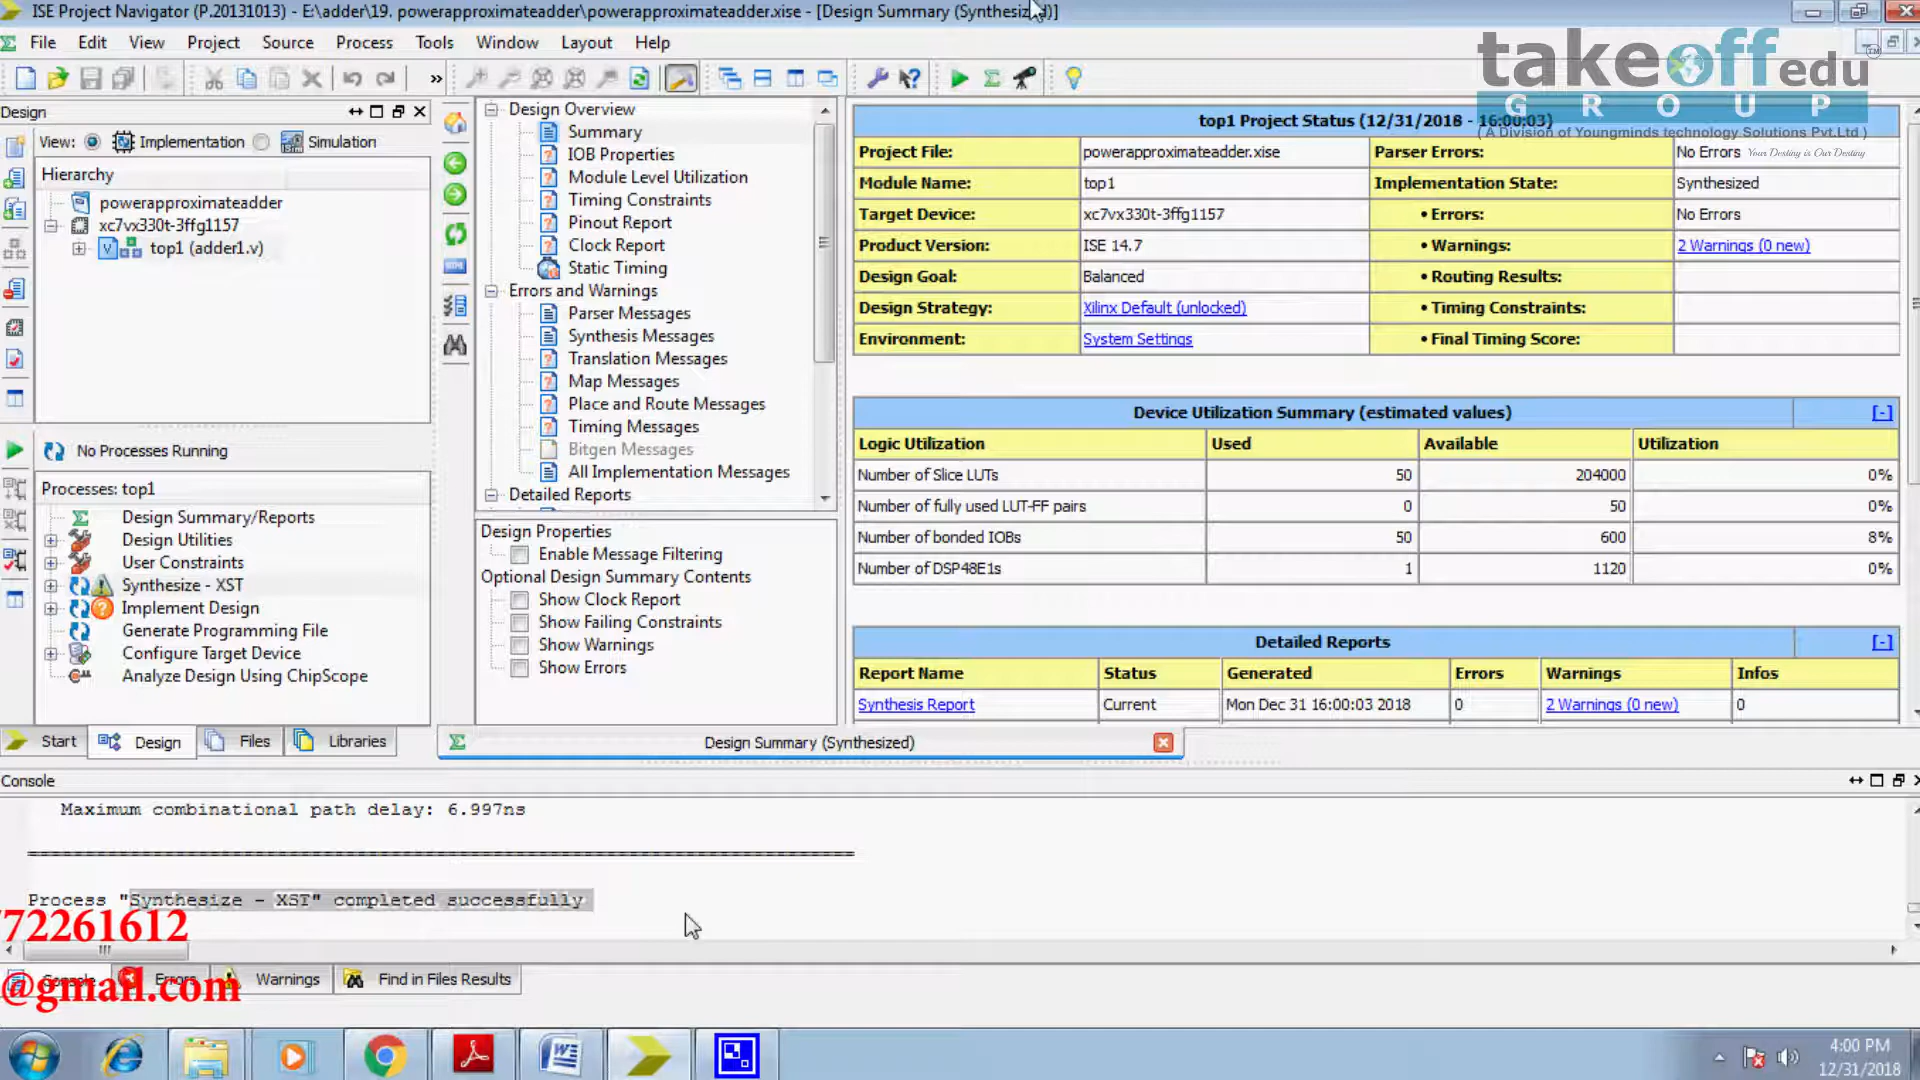 ISE Project Navigator (P.20131013) - E:\adder\19. powerapproximateadder\powerapproximateadder.xise - [Design Summary (Synthesized)]
File Edit View Project Source Process Tools Window Layout Help
takeoff edu
GROUP
(A Division of Youngminds technology Solutions Pvt.Ltd)
Your Destiny is Our Destiny
Design
View: Implementation Simulation
Hierarchy
powerapproximateadder
xc7vx330t-3ffg1157
top1 (adder1.v)
No Processes Running
Processes: top1
Design Summary/Reports
Design Utilities
User Constraints
Synthesize - XST
Implement Design
Generate Programming File
Configure Target Device
Analyze Design Using ChipScope
Start Design Files Libraries
Design Overview
Summary
IOB Properties
Module Level Utilization
Timing Constraints
Pinout Report
Clock Report
Static Timing
Errors and Warnings
Parser Messages
Synthesis Messages
Translation Messages
Map Messages
Place and Route Messages
Timing Messages
Bitgen Messages
All Implementation Messages
Detailed Reports
Design Properties
Enable Message Filtering
Optional Design Summary Contents
Show Clock Report
Show Failing Constraints
Show Warnings
Show Errors
top1 Project Status (12/31/2018 - 16:00:03)
Project File: powerapproximateadder.xise Parser Errors: No Errors
Module Name: top1 Implementation State: Synthesized
Target Device: xc7vx330t-3ffg1157 • Errors: No Errors
Product Version: ISE 14.7 • Warnings: 2 Warnings (0 new)
Design Goal: Balanced • Routing Results:
Design Strategy: Xilinx Default (unlocked) • Timing Constraints:
Environment: System Settings • Final Timing Score:
Device Utilization Summary (estimated values) [-]
Logic Utilization Used Available Utilization
Number of Slice LUTs 50 204000 0%
Number of fully used LUT-FF pairs 0 50 0%
Number of bonded IOBs 50 600 8%
Number of DSP48E1s 1 1120 0%
Detailed Reports [-]
Report Name Status Generated Errors Warnings Infos
Synthesis Report Current Mon Dec 31 16:00:03 2018 0 2 Warnings (0 new) 0
Design Summary (Synthesized)
Console
Maximum combinational path delay: 6.997ns
Process "Synthesize - XST" completed successfully
72261612
@gmail.com
Console Errors Warnings Find in Files Results
4:00 PM
12/31/2018